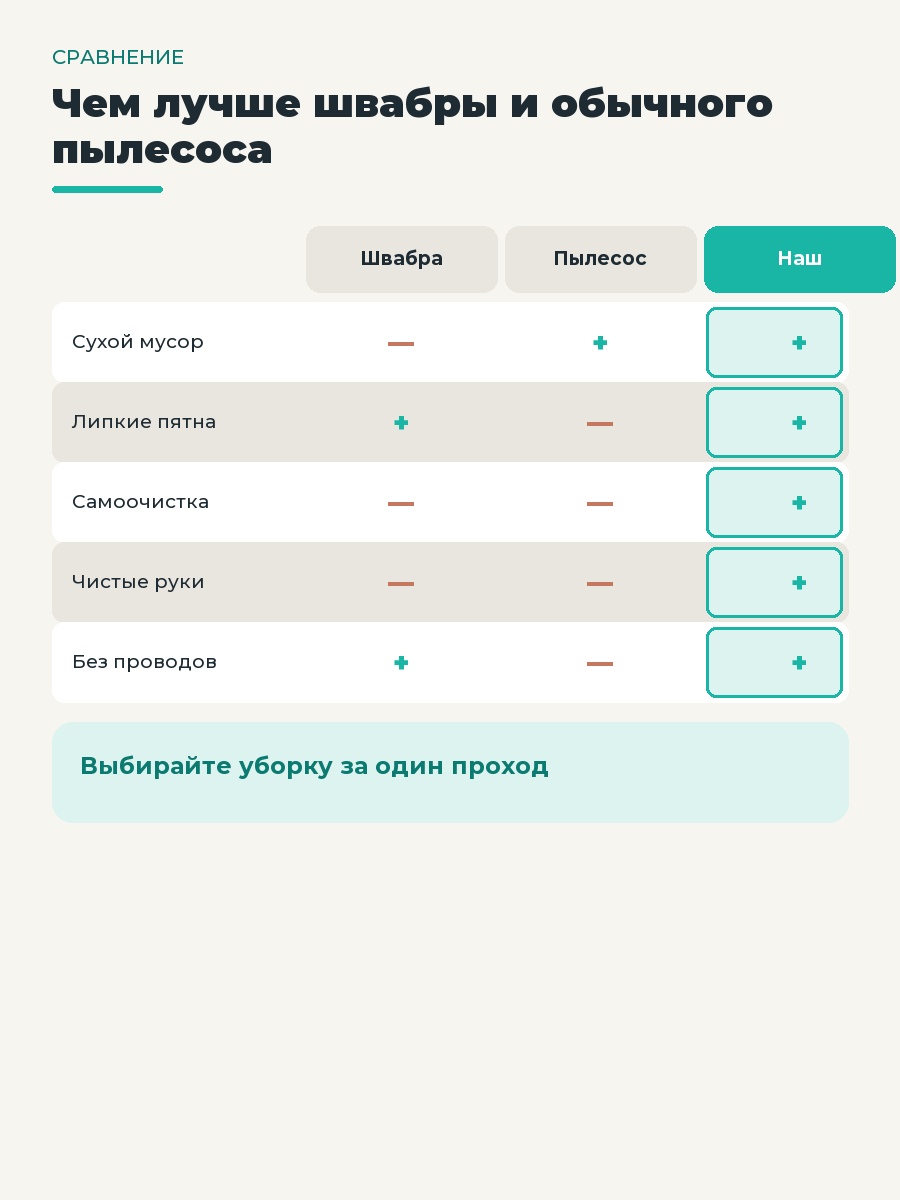 СРАВНЕНИЕ
Чем лучше швабры и обычного
пылесоса
Швабра Пылесос Наш
Сухой мусор — + +
Липкие пятна + — +
Самоочистка — — +
Чистые руки — — +
Без проводов + — +
Выбирайте уборку за один проход